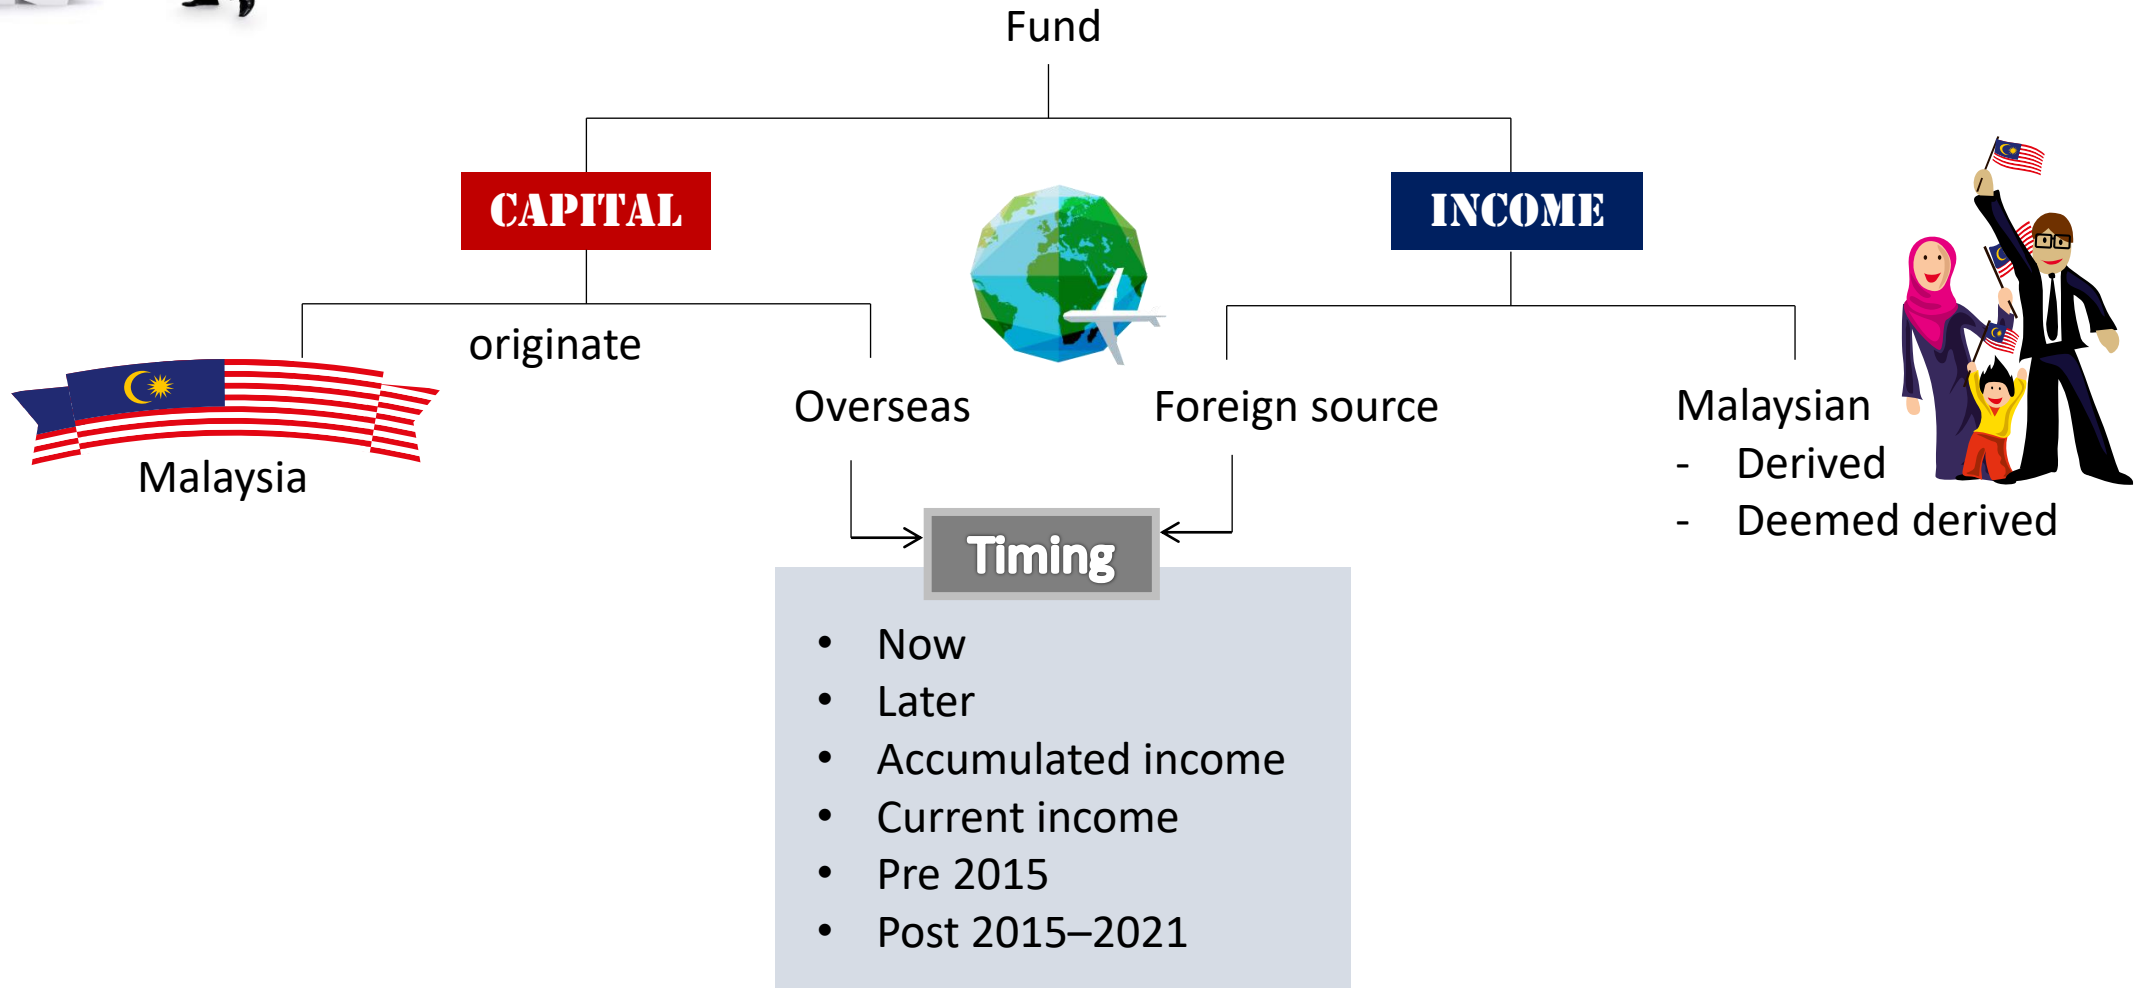 Fund
CAPITAL
INCOME
originate
Malaysia
Overseas
Foreign source
Malaysian
- Derived
- Deemed derived
Timing
• Now
• Later
• Accumulated income
• Current income
• Pre 2015
• Post 2015–2021